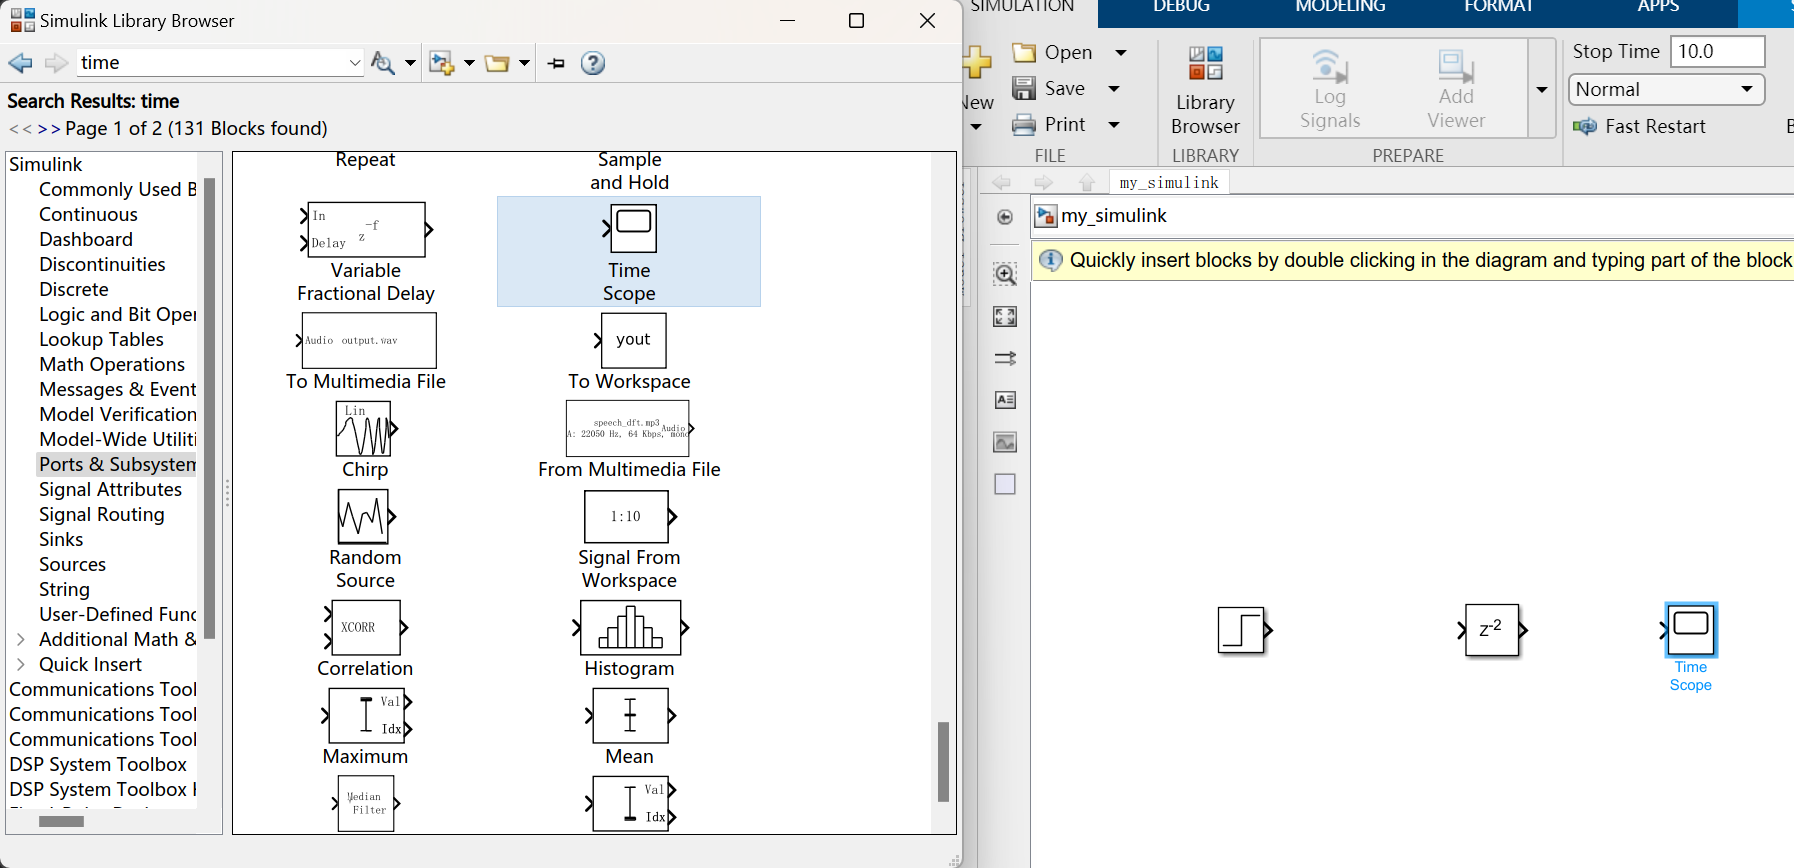 Simulink Library Browser
time
Search Results: time
<< >> Page 1 of 2 (131 Blocks found)
Simulink
Commonly Used B
Continuous
Dashboard
Discontinuities
Discrete
Logic and Bit Oper
Lookup Tables
Math Operations
Messages & Event
Model Verification
Model-Wide Utiliti
Ports & Subsystem
Signal Attributes
Signal Routing
Sinks
Sources
String
User-Defined Func
Additional Math &
Quick Insert
Communications Tool
Communications Tool
Communications Tool
DSP System Toolbox
DSP System Toolbox
Repeat
Sample
and Hold
In
Delay
z-f
Variable
Fractional Delay
Time
Scope
Audio output.wav
To Multimedia File
yout
To Workspace
Lin
Chirp
speech_dft.mp3
A: 22050 Hz, 64 Kbps, mono
Audio
From Multimedia File
Random
Source
1:10
Signal From
Workspace
XCORR
Correlation
Histogram
Val
Idx
Maximum
Mean
Median
Filter
Val
Idx
SIMULATION
DEBUG
MODELING
FORMAT
APPS
New
Open
Save
Print
FILE
Library
Browser
LIBRARY
Log
Signals
Add
Viewer
PREPARE
Stop Time 10.0
Normal
Fast Restart
my_simulink
my_simulink
Quickly insert blocks by double clicking in the diagram and typing part of the block
z-2
Time
Scope